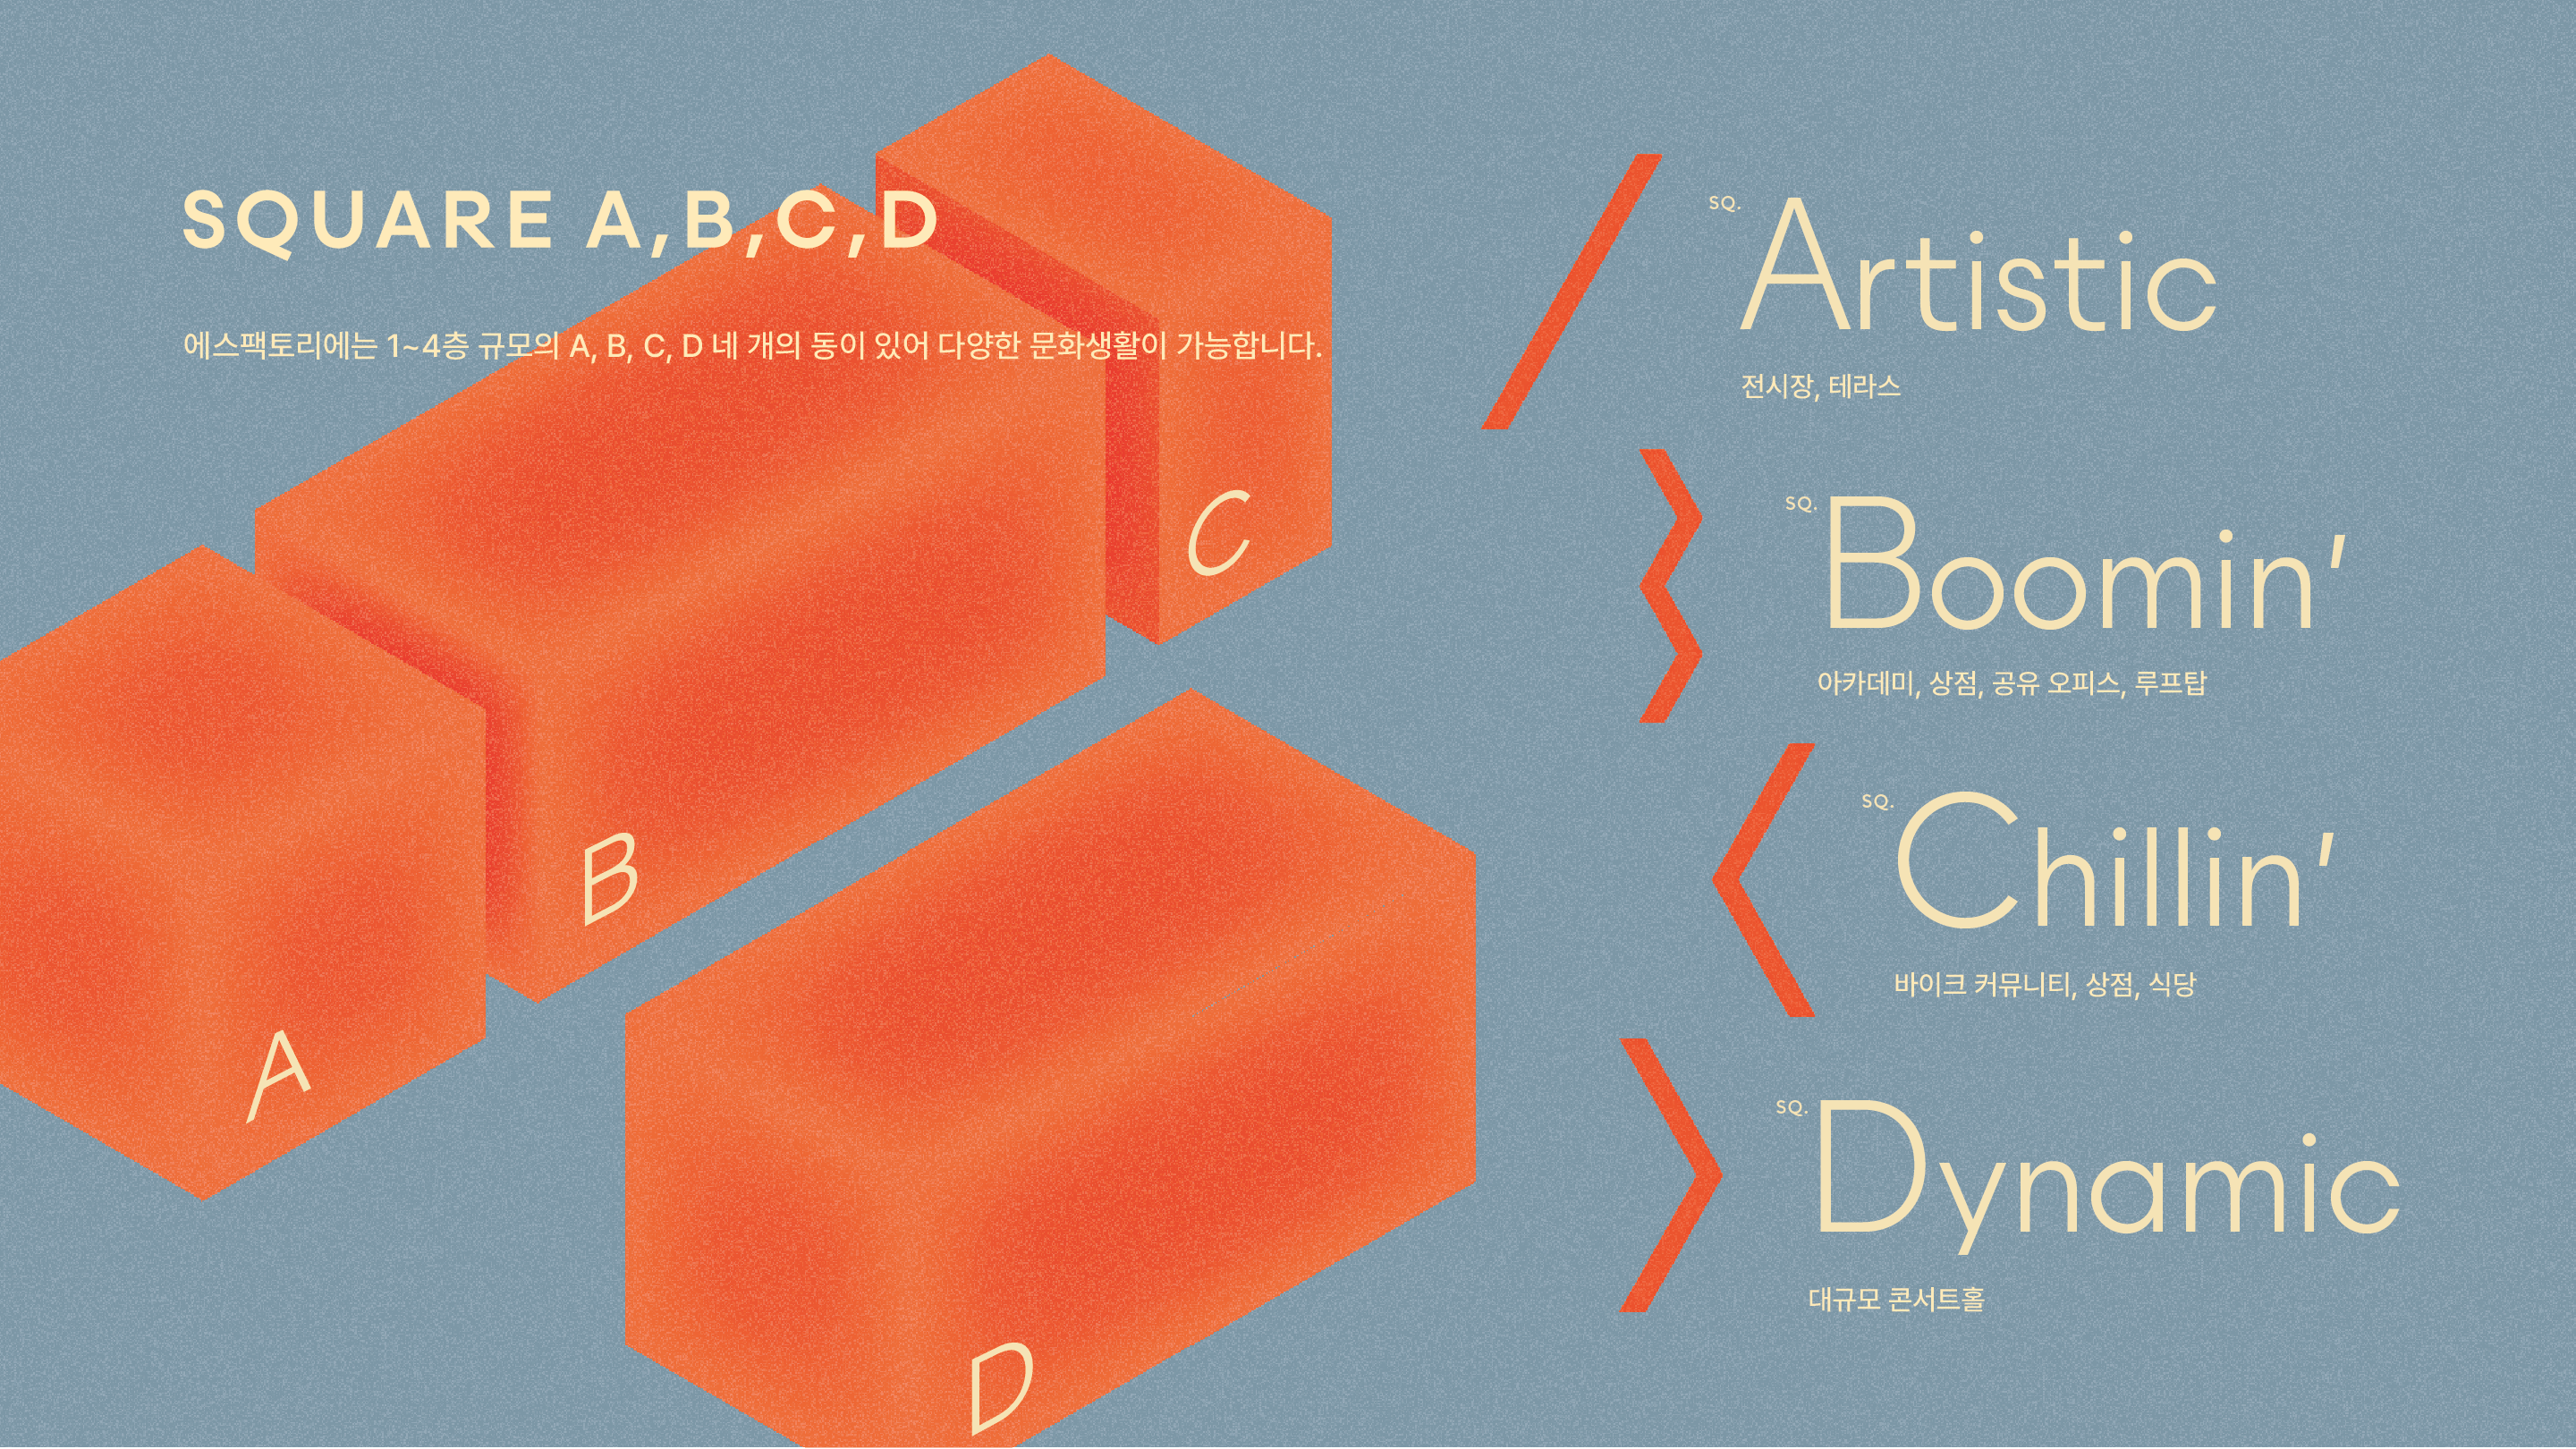 SQUARE A,B,C,D
에스팩토리에는 1~4층 규모의 A, B, C, D 네 개의 동이 있어 다양한 문화생활이 가능합니다.
C
B
A
D
SQ. Artistic
전시장, 테라스
SQ. Boomin'
아카데미, 상점, 공유 오피스, 루프탑
SQ. Chillin'
바이크 커뮤니티, 상점, 식당
SQ. Dynamic
대규모 콘서트홀